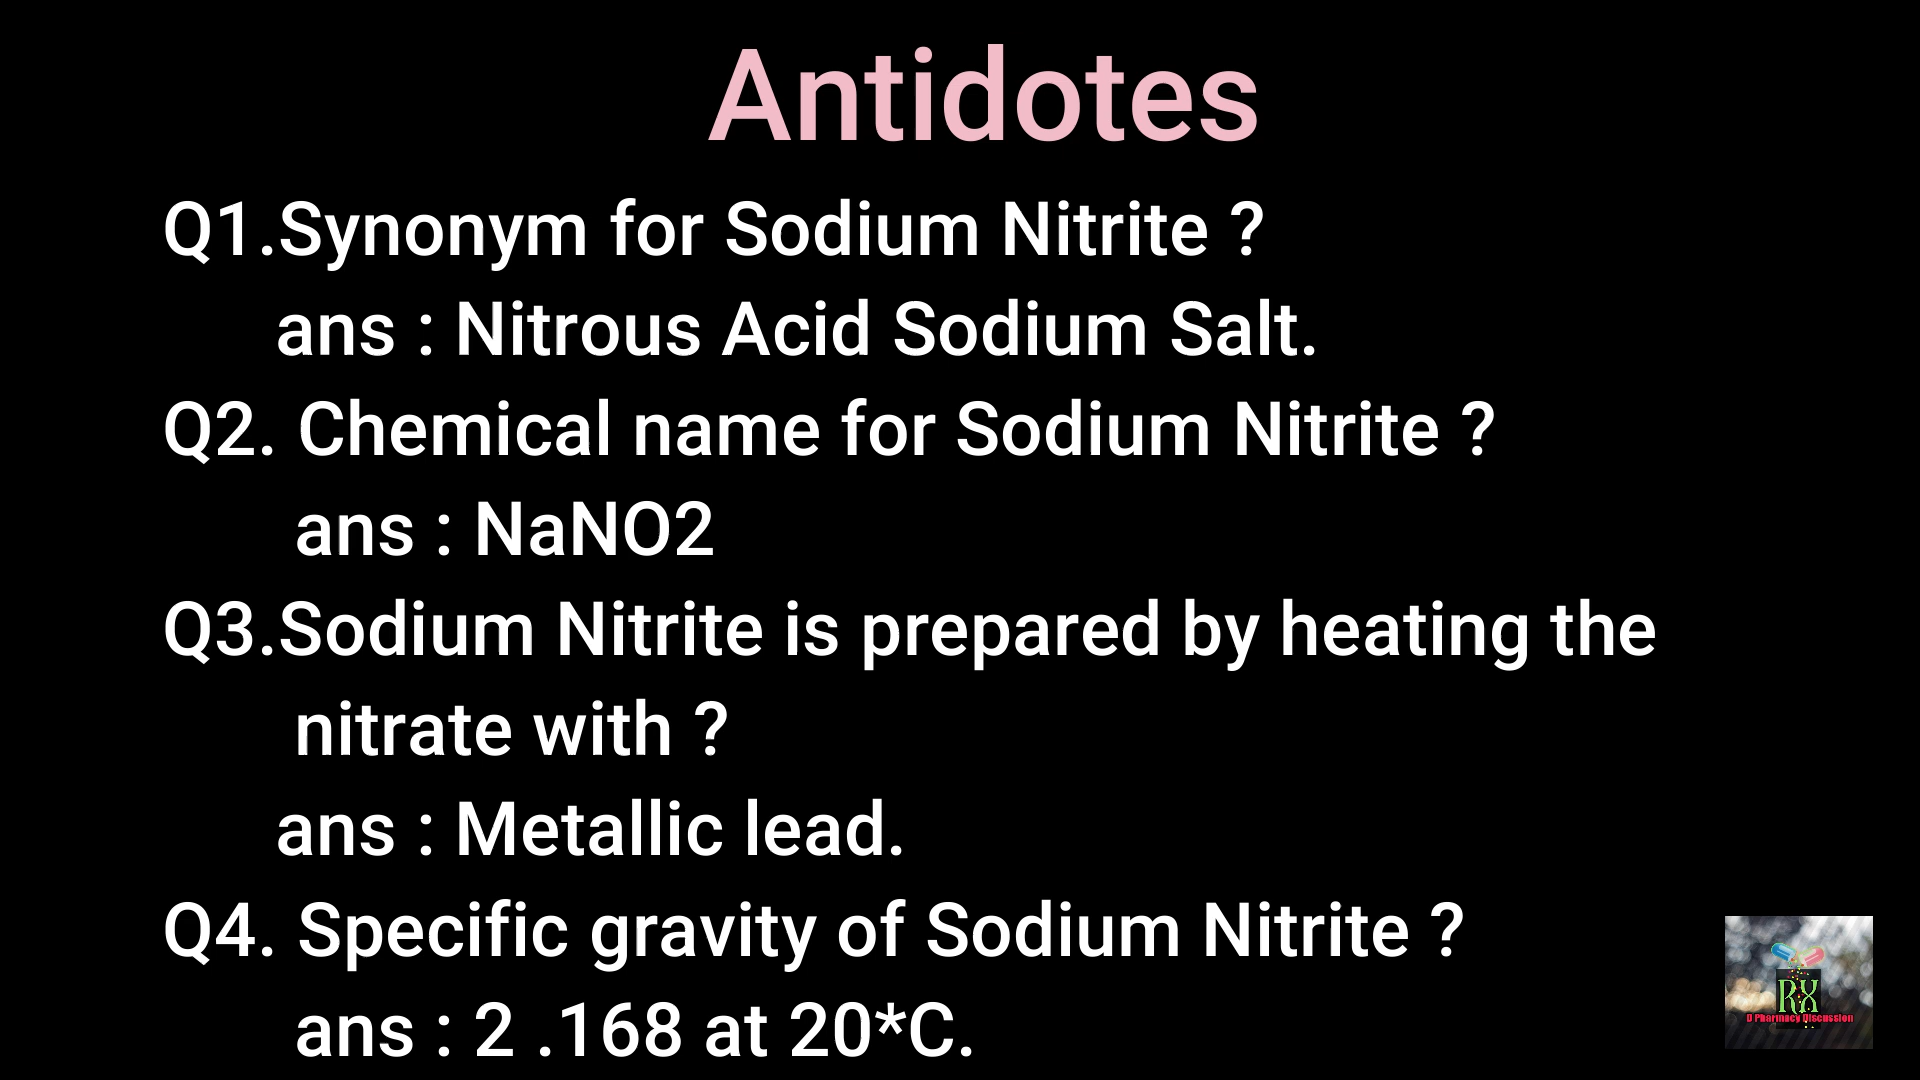 Antidotes
Q1.Synonym for Sodium Nitrite ?
ans : Nitrous Acid Sodium Salt.
Q2. Chemical name for Sodium Nitrite ?
ans : NaNO2
Q3.Sodium Nitrite is prepared by heating the
nitrate with ?
ans : Metallic lead.
Q4. Specific gravity of Sodium Nitrite ?
ans : 2 .168 at 20*C.
RX
D Pharmacy Discussion